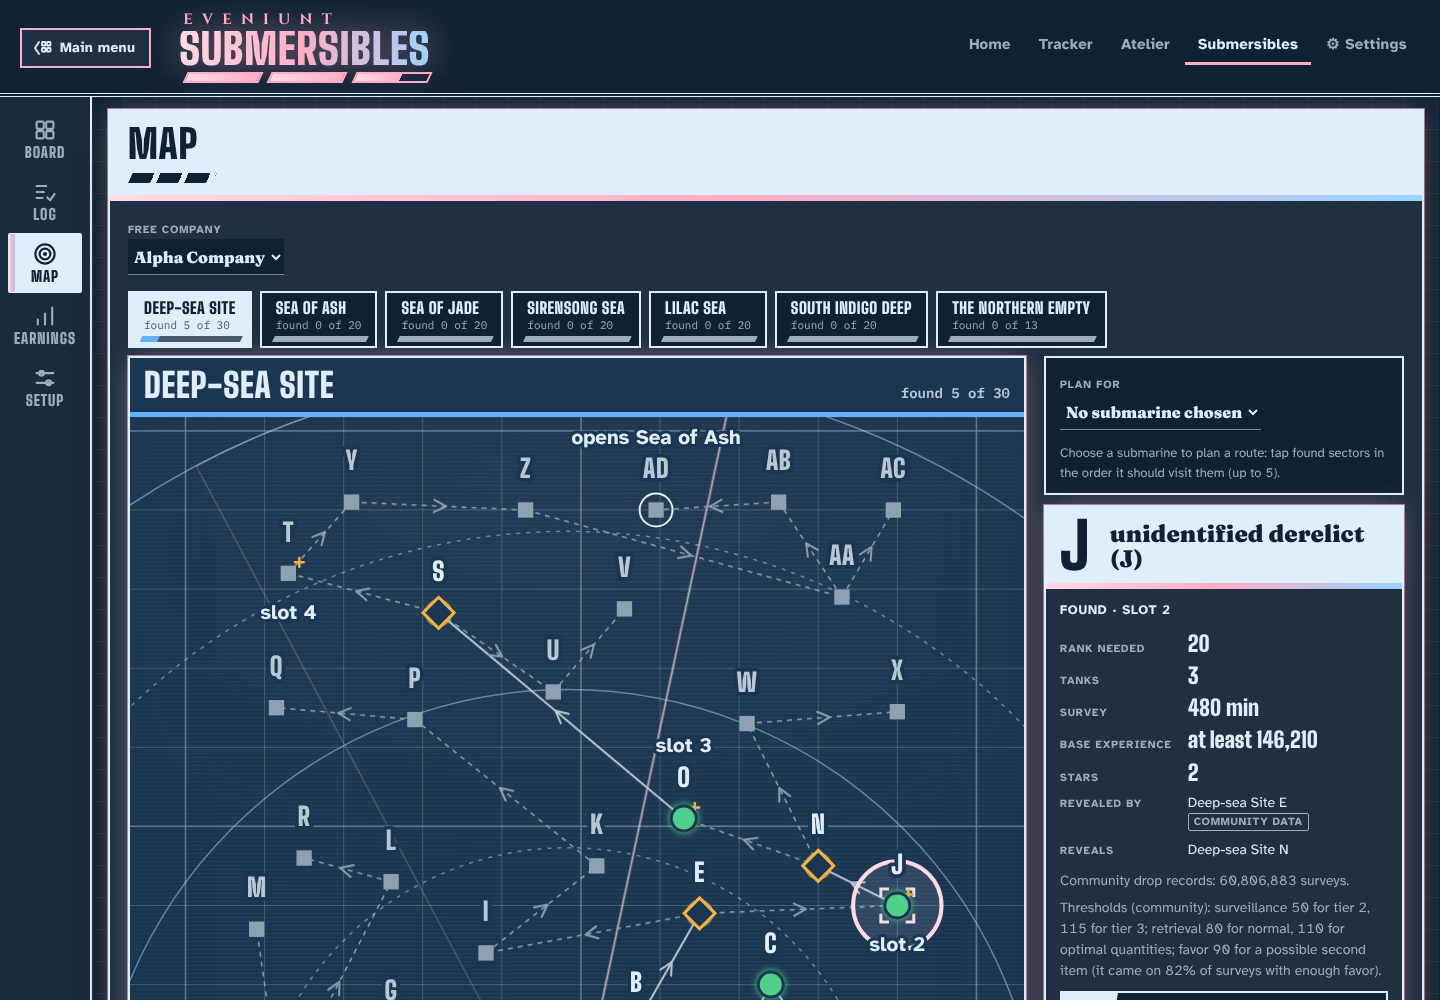 Main menu
EVENIUNT
SUBMERSIBLES
Home
Tracker
Atelier
Submersibles
Settings
BOARD
LOG
MAP
EARNINGS
SETUP
MAP
FREE COMPANY
Alpha Company
DEEP-SEA SITE
found 5 of 30
SEA OF ASH
found 0 of 20
SEA OF JADE
found 0 of 20
SIRENSONG SEA
found 0 of 20
LILAC SEA
found 0 of 20
SOUTH INDIGO DEEP
found 0 of 20
THE NORTHERN EMPTY
found 0 of 13
DEEP-SEA SITE
found 5 of 30
opens Sea of Ash
Y
Z
AD
AB
AC
T
S
V
AA
slot 4
Q
P
U
W
X
slot 3
O
R
L
K
N
M
E
J
I
slot 2
C
G
B
PLAN FOR
No submarine chosen
Choose a submarine to plan a route: tap found sectors in
the order it should visit them (up to 5).
J
unidentified derelict
(J)
FOUND · SLOT 2
RANK NEEDED
20
TANKS
3
SURVEY
480 min
BASE EXPERIENCE
at least 146,210
STARS
2
REVEALED BY
Deep-sea Site E
COMMUNITY DATA
REVEALS
Deep-sea Site N
Community drop records: 60,806,883 surveys.
Thresholds (community): surveillance 50 for tier 2,
115 for tier 3; retrieval 80 for normal, 110 for
optimal quantities; favor 90 for a possible second
item (it came on 82% of surveys with enough favor).